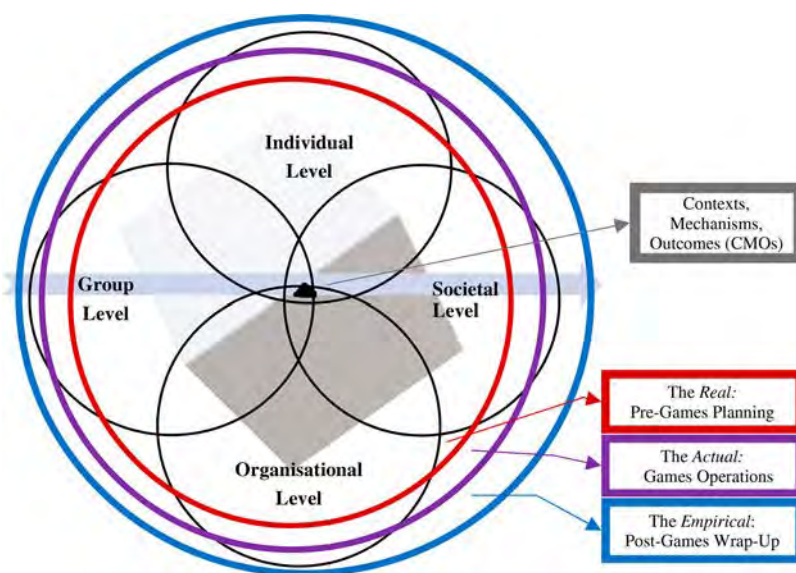 Individual
Level
Contexts,
Mechanisms,
Outcomes (CMOs)
Group
Level
Societal
Level
The Real:
Pre-Games Planning
The Actual:
Games Operations
Organisational
Level
The Empirical:
Post-Games Wrap-Up